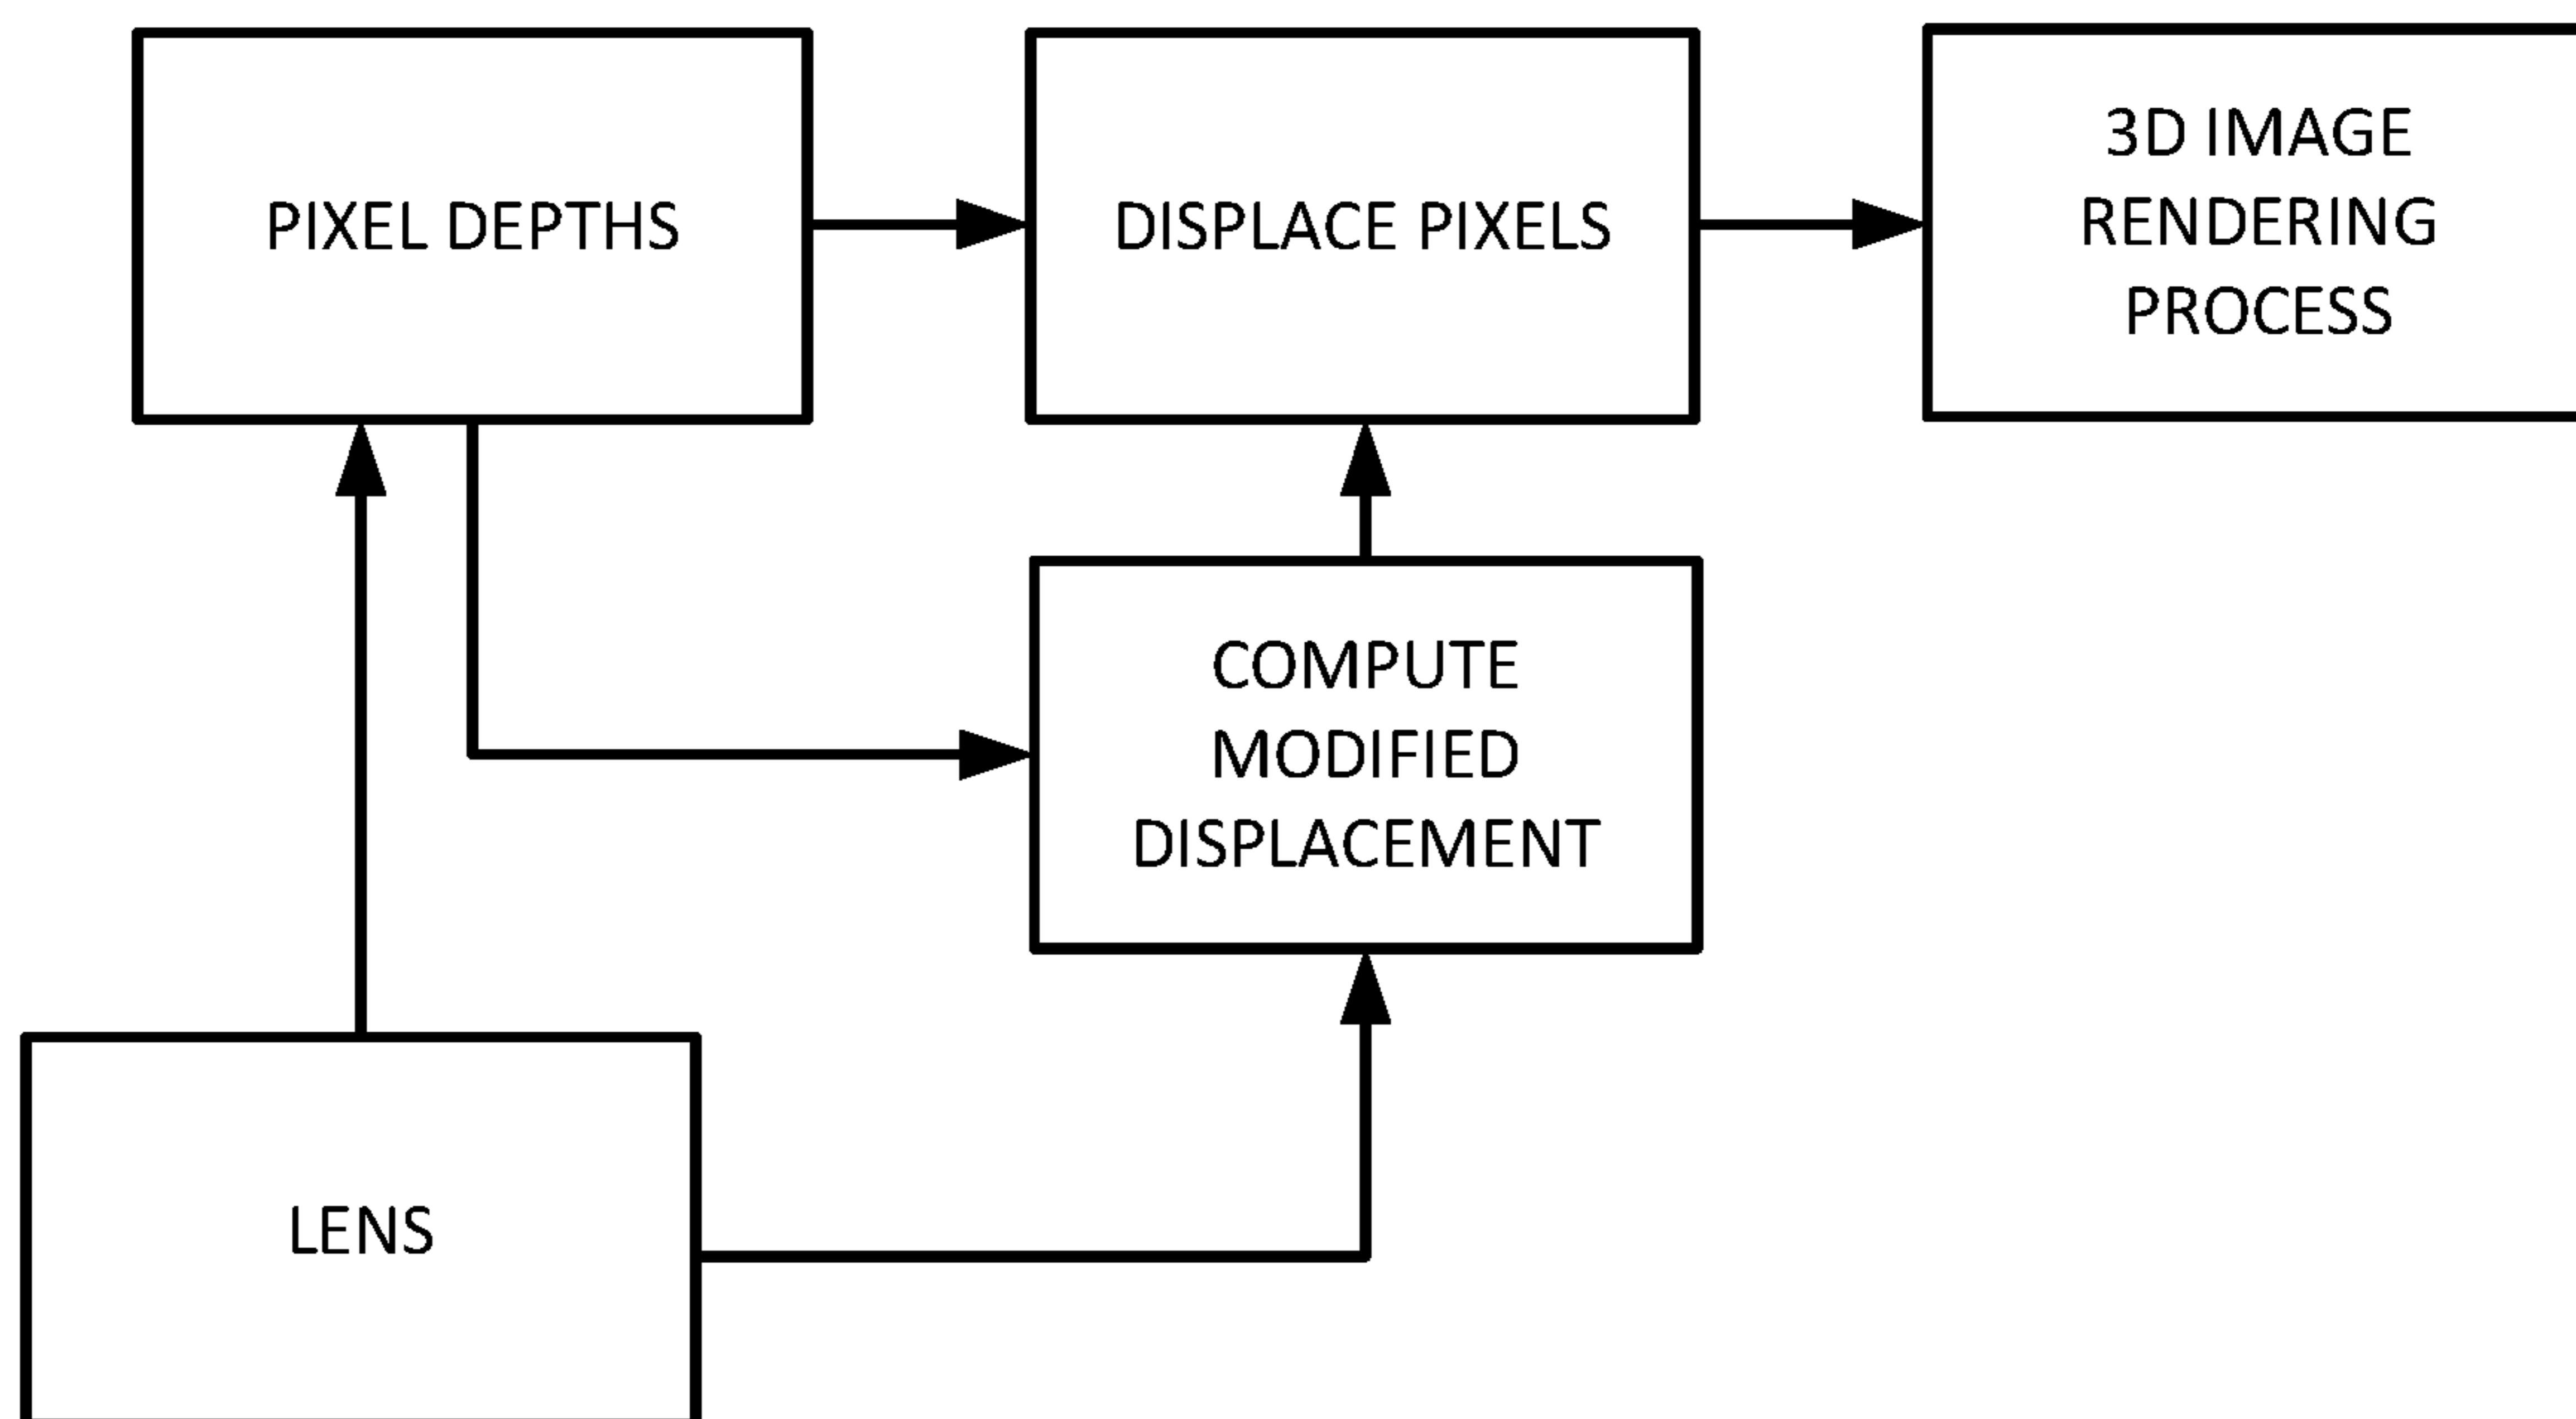 PIXEL DEPTHS
DISPLACE PIXELS
3D IMAGE
RENDERING
PROCESS
COMPUTE
MODIFIED
DISPLACEMENT
LENS